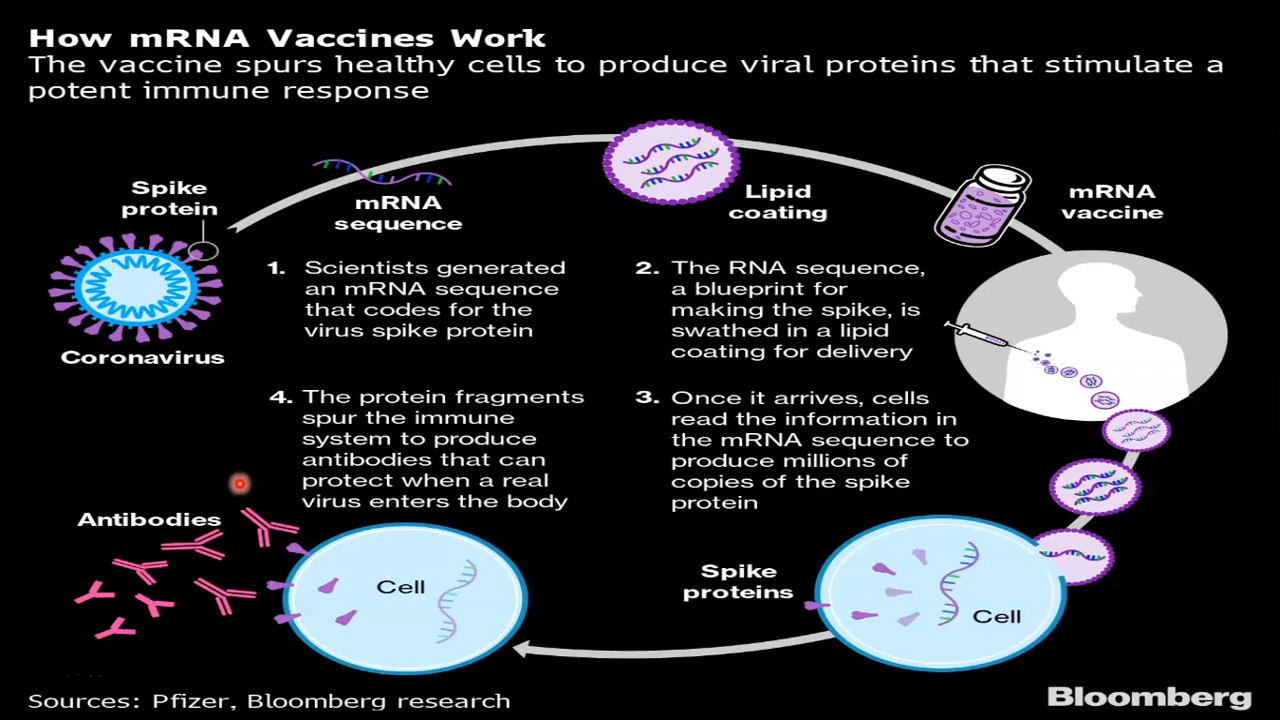 How mRNA Vaccines Work
The vaccine spurs healthy cells to produce viral proteins that stimulate a
potent immune response
Spike
protein
mRNA
sequence
Lipid
coating
mRNA
vaccine
Coronavirus
1. Scientists generated
an mRNA sequence
that codes for the
virus spike protein
2. The RNA sequence,
a blueprint for
making the spike, is
swathed in a lipid
coating for delivery
4. The protein fragments
spur the immune
system to produce
antibodies that can
protect when a real
virus enters the body
3. Once it arrives, cells
read the information in
the mRNA sequence to
produce millions of
copies of the spike
protein
Antibodies
Cell
Spike
proteins
Cell
Sources: Pfizer, Bloomberg research
Bloomberg